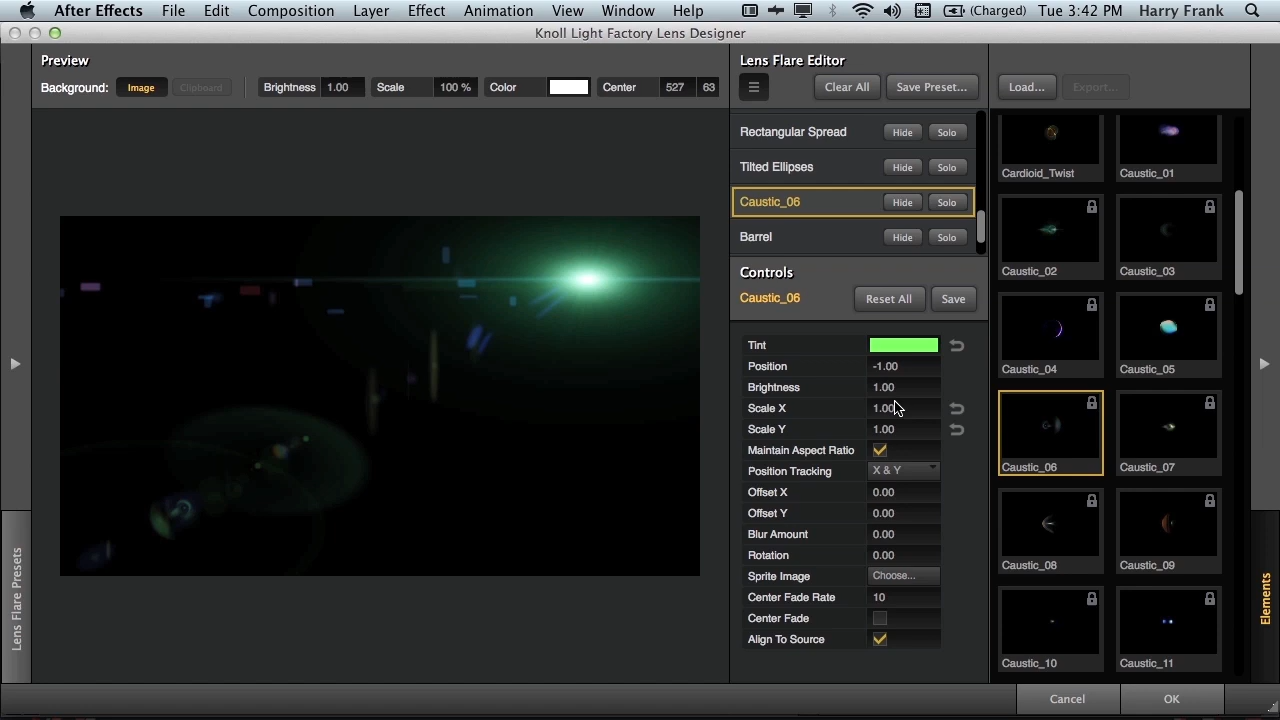 After Effects File Edit Composition Layer Effect Animation View Window Help (Charged) Tue 3:42 PM Harry Frank
Knoll Light Factory Lens Designer
Preview
Background: Image Clipboard Brightness 1.00 Scale 100 % Color Center 527 63
Lens Flare Editor
Clear All Save Preset...
Rectangular Spread Hide Solo
Tilted Ellipses Hide Solo
Caustic_06 Hide Solo
Barrel Hide Solo
Controls
Caustic_06 Reset All Save
Tint
Position -1.00
Brightness 1.00
Scale X 1.00
Scale Y 1.00
Maintain Aspect Ratio
Position Tracking X & Y
Offset X 0.00
Offset Y 0.00
Blur Amount 0.00
Rotation 0.00
Sprite Image Choose...
Center Fade Rate 10
Center Fade
Align To Source
Load... Export...
Cardioid_Twist Caustic_01
Caustic_02 Caustic_03
Caustic_04 Caustic_05
Caustic_06 Caustic_07
Caustic_08 Caustic_09
Caustic_10 Caustic_11
Lens Flare Presets
Elements
Cancel OK